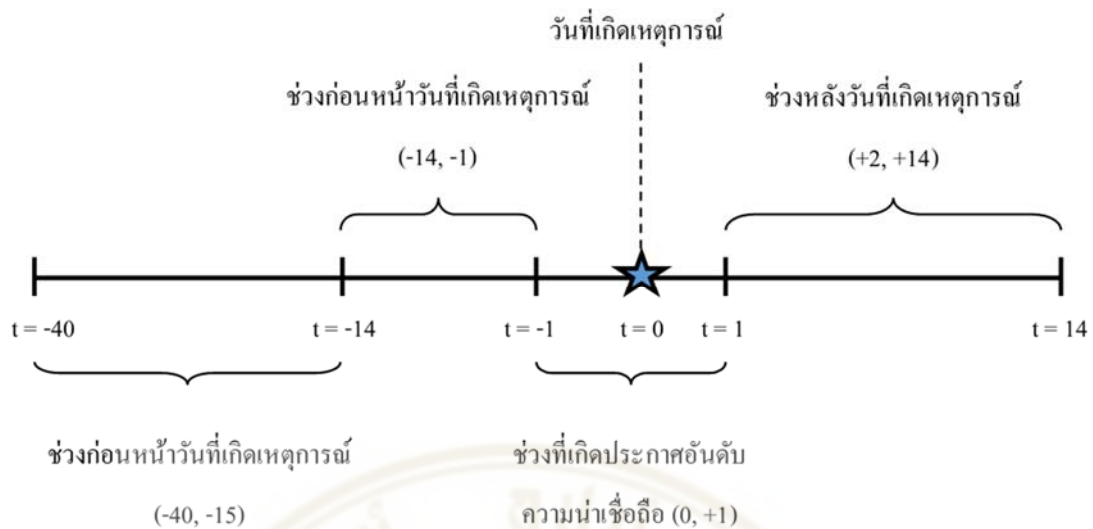 วันที่เกิดเหตุการณ์
ช่วงก่อนหน้าวันที่เกิดเหตุการณ์
(-14, -1)
ช่วงหลังวันที่เกิดเหตุการณ์
(+2, +14)
t = -40
t = -14
t = -1
t = 0
t = 1
t = 14
ช่วงก่อนหน้าวันที่เกิดเหตุการณ์
(-40, -15)
ช่วงที่เกิดประกาศอันดับ
ความน่าเชื่อถือ (0, +1)